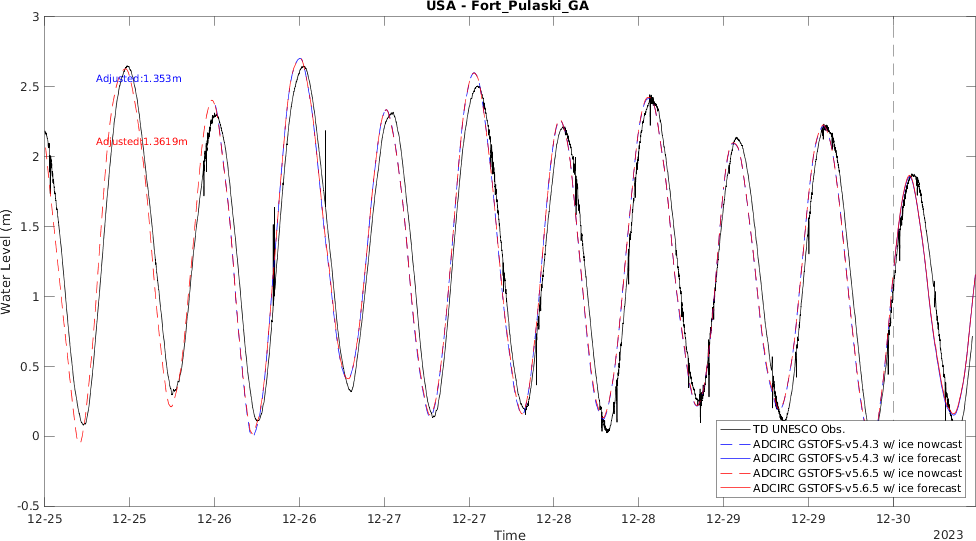 USA - Fort_Pulaski_GA
3
2.5
2
1.5
1
0.5
0
-0.5
Water Level (m)
Adjusted:1.353m
Adjusted:1.3619m
TD UNESCO Obs.
ADCIRC GSTOFS-v5.4.3 w/ ice nowcast
ADCIRC GSTOFS-v5.4.3 w/ ice forecast
ADCIRC GSTOFS-v5.6.5 w/ ice nowcast
ADCIRC GSTOFS-v5.6.5 w/ ice forecast
12-25 12-25 12-26 12-26 12-27 12-27 12-28 12-28 12-29 12-29 12-30
Time
2023